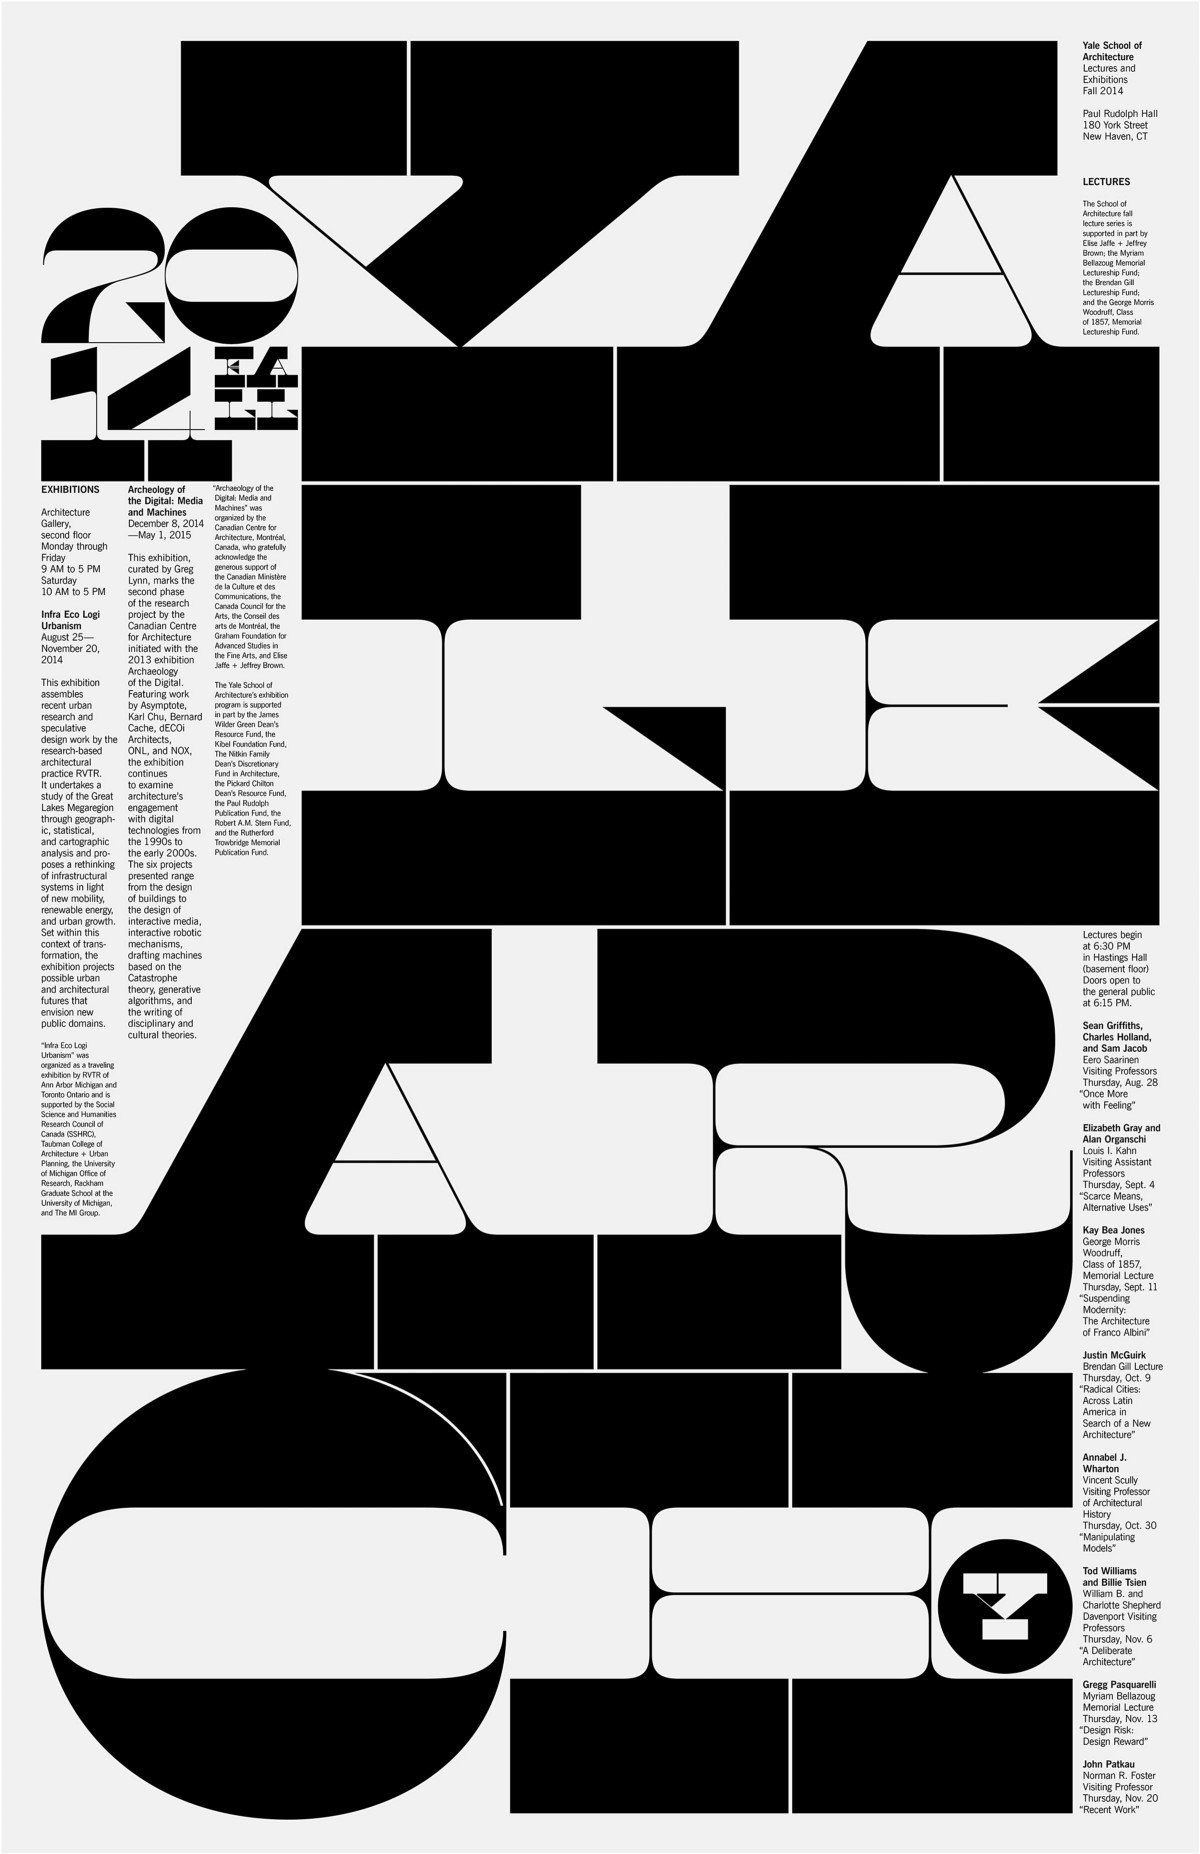 YA
LE
AR
CH
2014
FALL
Y
Yale School of
Architecture
Lectures and
Exhibitions
Fall 2014
Paul Rudolph Hall
180 York Street
New Haven, CT
LECTURES
The School of
Architecture fall
lecture series is
supported in part by
Elise Jaffe + Jeffrey
Brown; the Myriam
Bellazoug Memorial
Lectureship Fund;
the Brendan Gill
Lectureship Fund;
and the George Morris
Woodruff, Class
of 1857, Memorial
Lectureship Fund.
EXHIBITIONS
Architecture
Gallery,
second floor
Monday through
Friday
9 AM to 5 PM
Saturday
10 AM to 5 PM
Infra Eco Logi
Urbanism
August 25—
November 20,
2014
This exhibition
assembles
recent urban
research and
speculative
design work by the
research-based
architectural
practice RVTR.
It undertakes a
study of the Great
Lakes Megaregion
through geograph-
ic, statistical,
and cartographic
analysis and pro-
poses a rethinking
of infrastructural
systems in light
of new mobility,
renewable energy,
and urban growth.
Set within this
context of trans-
formation, the
exhibition projects
possible urban
and architectural
futures that
envision new
public domains.
"Infra Eco Logi
Urbanism" was
organized as a traveling
exhibition by RVTR of
Ann Arbor Michigan and
Toronto Ontario and is
supported by the Social
Science and Humanities
Research Council of
Canada (SSHRC),
Taubman College of
Architecture + Urban
Planning, the University
of Michigan Office of
Research, Rackham
Graduate School at the
University of Michigan,
and The MI Group.
Archeology of
the Digital: Media
and Machines
December 8, 2014
—May 1, 2015
This exhibition,
curated by Greg
Lynn, marks the
second phase
of the research
project by the
Canadian Centre
for Architecture
initiated with the
2013 exhibition
Archaeology
of the Digital.
Featuring work
by Asymptote,
Karl Chu, Bernard
Cache, dECOi
Architects,
ONL, and NOX,
the exhibition
continues
to examine
architecture's
engagement
with digital
technologies from
the 1990s to
the early 2000s.
The six projects
presented range
from the design
of buildings to
the design of
interactive media,
interactive robotic
mechanisms,
drafting machines
based on the
Catastrophe
theory, generative
algorithms, and
the writing of
disciplinary and
cultural theories.
"Archaeology of the
Digital: Media and
Machines" was
organized by the
Canadian Centre for
Architecture, Montréal,
Canada, who gratefully
acknowledge the
generous support of
the Canadian Ministère
de la Culture et des
Communications, the
Canada Council for the
Arts, the Conseil des
arts de Montréal, the
Graham Foundation for
Advanced Studies in
the Fine Arts, and Elise
Jaffe + Jeffrey Brown.
The Yale School of
Architecture's exhibition
program is supported
in part by the James
Wilder Green Dean's
Resource Fund, the
Kibel Foundation Fund,
The Nitkin Family
Dean's Discretionary
Fund in Architecture,
the Pickard Chilton
Dean's Resource Fund,
the Paul Rudolph
Publication Fund, the
Robert A.M. Stern Fund,
and the Rutherford
Trowbridge Memorial
Publication Fund.
Lectures begin
at 6:30 PM
in Hastings Hall
(basement floor)
Doors open to
the general public
at 6:15 PM.
Sean Griffiths,
Charles Holland,
and Sam Jacob
Eero Saarinen
Visiting Professors
Thursday, Aug. 28
"Once More
with Feeling"
Elizabeth Gray and
Alan Organschi
Louis I. Kahn
Visiting Assistant
Professors
Thursday, Sept. 4
"Scarce Means,
Alternative Uses"
Kay Bea Jones
George Morris
Woodruff,
Class of 1857,
Memorial Lecture
Thursday, Sept. 11
"Suspending
Modernity:
The Architecture
of Franco Albini"
Justin McGuirk
Brendan Gill Lecture
Thursday, Oct. 9
"Radical Cities:
Across Latin
America in
Search of a New
Architecture"
Annabel J.
Wharton
Vincent Scully
Visiting Professor
of Architectural
History
Thursday, Oct. 30
"Manipulating
Models"
Tod Williams
and Billie Tsien
William B. and
Charlotte Shepherd
Davenport Visiting
Professors
Thursday, Nov. 6
"A Deliberate
Architecture"
Gregg Pasquarelli
Myriam Bellazoug
Memorial Lecture
Thursday, Nov. 13
"Design Risk:
Design Reward"
John Patkau
Norman R. Foster
Visiting Professor
Thursday, Nov. 20
"Recent Work"